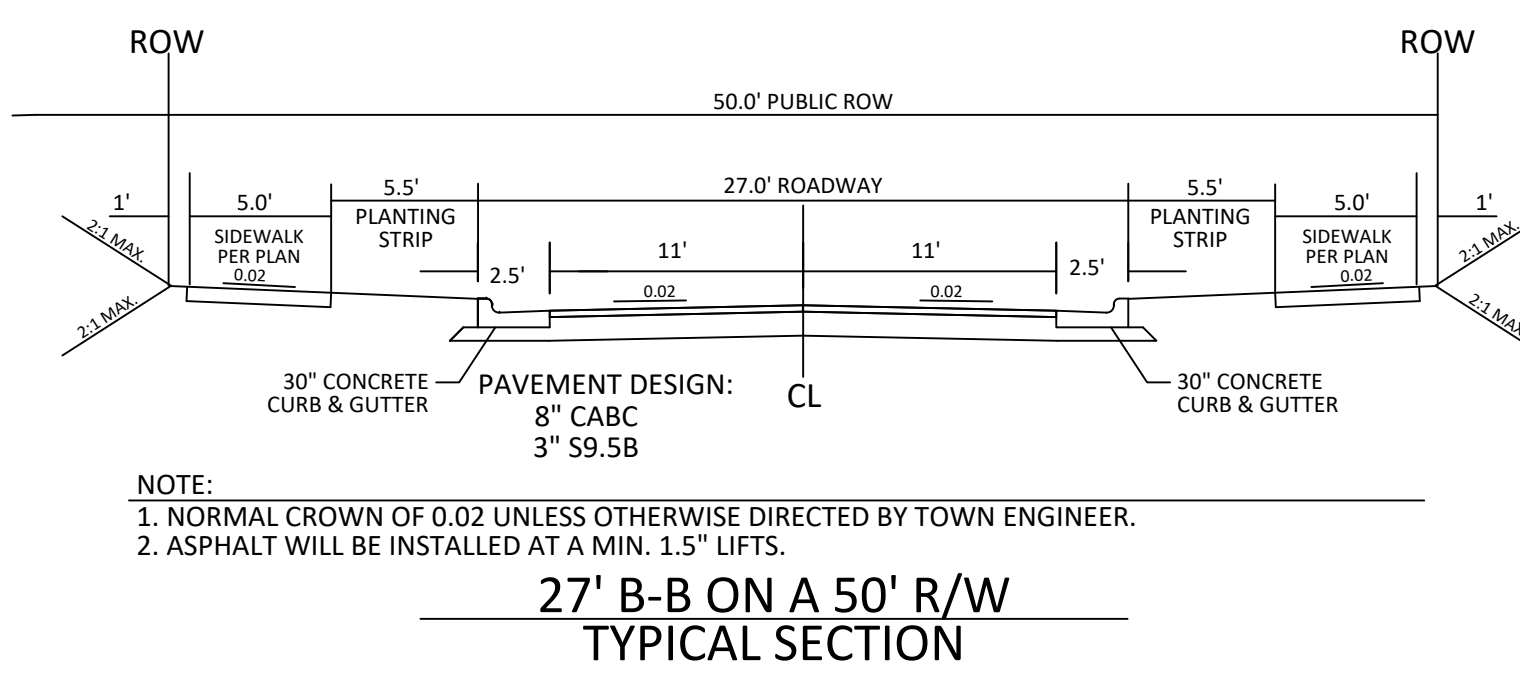 ROW
ROW
50.0' PUBLIC ROW
1'
5.0'
5.5'
27.0' ROADWAY
5.5'
5.0'
1'
2:1 MAX.
SIDEWALK
PER PLAN
0.02
PLANTING
STRIP
2.5'
11'
11'
2.5'
PLANTING
STRIP
SIDEWALK
PER PLAN
0.02
2:1 MAX.
2:1 MAX.
0.02
0.02
2:1 MAX.
30" CONCRETE
CURB & GUTTER
PAVEMENT DESIGN:
8" CABC
3" S9.5B
CL
30" CONCRETE
CURB & GUTTER
NOTE:
1. NORMAL CROWN OF 0.02 UNLESS OTHERWISE DIRECTED BY TOWN ENGINEER.
2. ASPHALT WILL BE INSTALLED AT A MIN. 1.5" LIFTS.
27' B-B ON A 50' R/W
TYPICAL SECTION